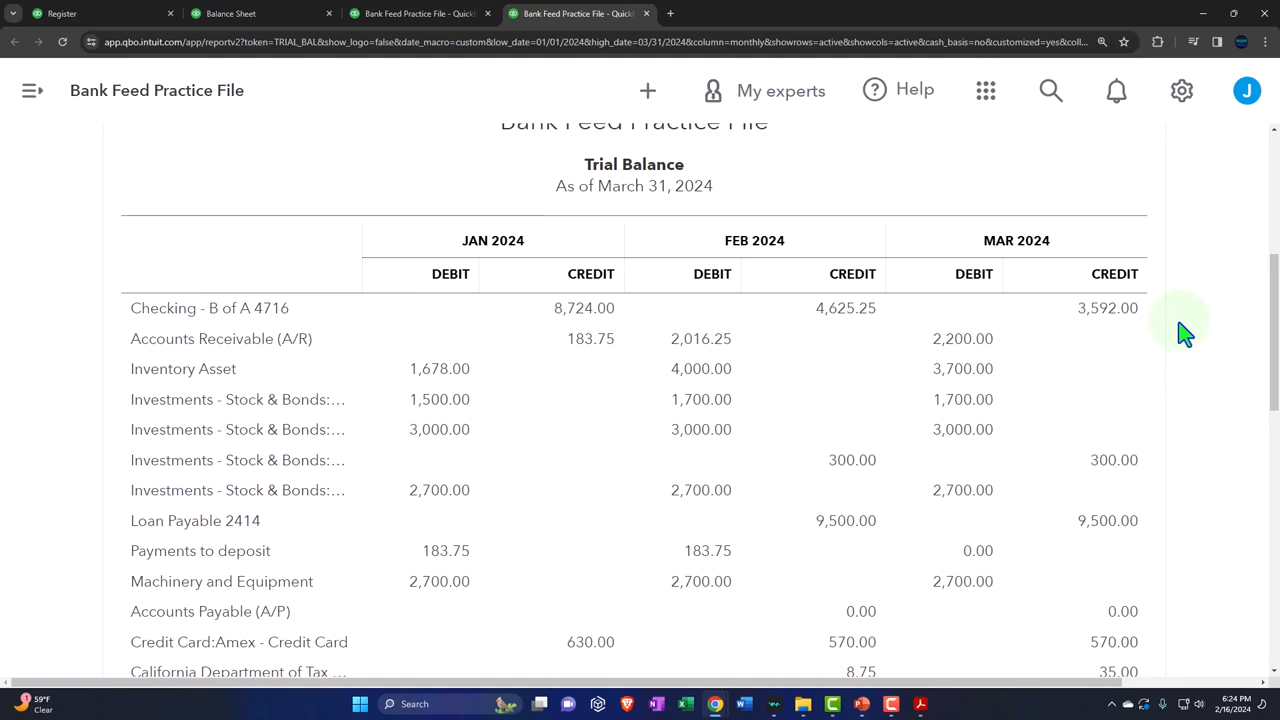 Register
Balance Sheet
Bank Feed Practice File - Quick
Bank Feed Practice File - Quick
app.qbo.intuit.com/app/reportv2?token=TRIAL_BAL&show_logo=false&date_macro=custom&low_date=01/01/2024&high_date=03/31/2024&column=monthly&showrows=active&showcols=active&cash_basis=no&customized=yes&coll...
Bank Feed Practice File
My experts
Help
J
Bank Feed Practice File
Trial Balance
As of March 31, 2024
JAN 2024 FEB 2024 MAR 2024
DEBIT CREDIT DEBIT CREDIT DEBIT CREDIT
Checking - B of A 4716 8,724.00 4,625.25 3,592.00
Accounts Receivable (A/R) 183.75 2,016.25 2,200.00
Inventory Asset 1,678.00 4,000.00 3,700.00
Investments - Stock & Bonds:... 1,500.00 1,700.00 1,700.00
Investments - Stock & Bonds:... 3,000.00 3,000.00 3,000.00
Investments - Stock & Bonds:... 300.00 300.00
Investments - Stock & Bonds:... 2,700.00 2,700.00 2,700.00
Loan Payable 2414 9,500.00 9,500.00
Payments to deposit 183.75 183.75 0.00
Machinery and Equipment 2,700.00 2,700.00 2,700.00
Accounts Payable (A/P) 0.00 0.00
Credit Card:Amex - Credit Card 630.00 570.00 570.00
California Department of Tax ... 8.75 35.00
59°F
Clear
Search
6:24 PM
2/16/2024